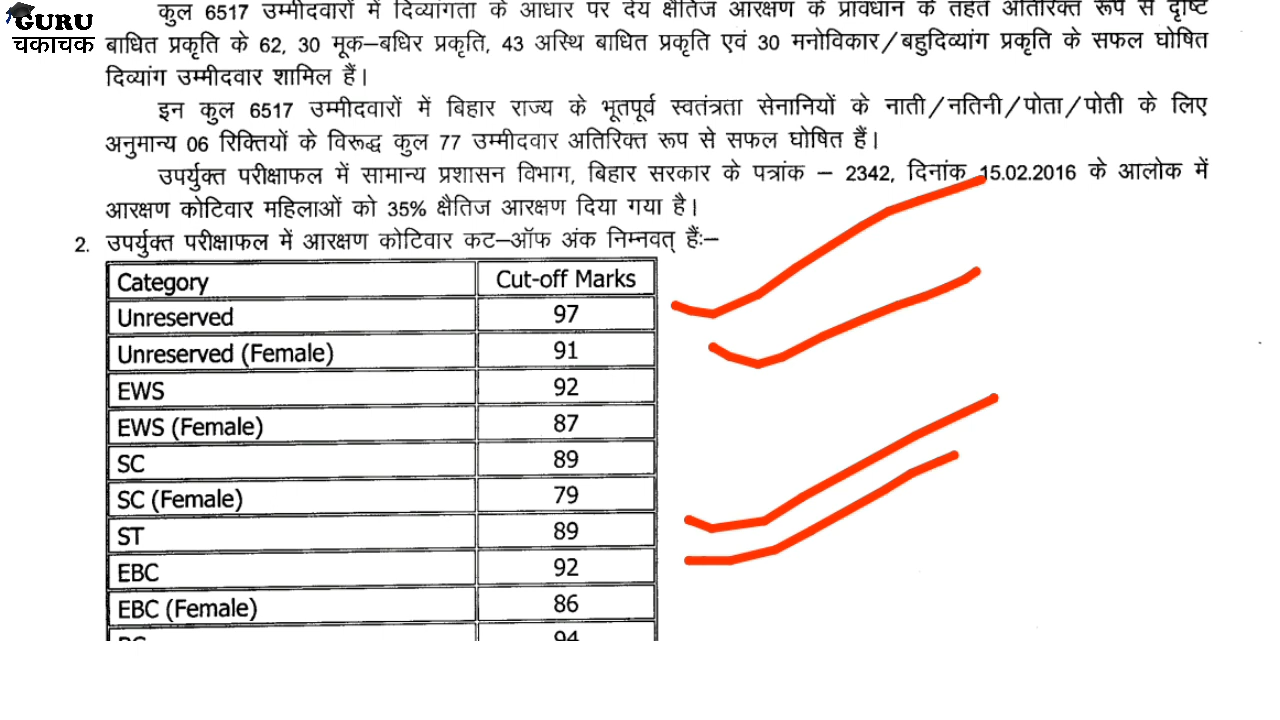 GURU
चकाचक
कुल 6517 उम्मीदवारों में दिव्यांगता के आधार पर देय क्षैतिज आरक्षण के प्रावधान के तहत अतिरिक्त रूप से दृष्टि
बाधित प्रकृति के 62, 30 मूक–बधिर प्रकृति, 43 अस्थि बाधित प्रकृति एवं 30 मनोविकार/बहुदिव्यांग प्रकृति के सफल घोषित
दिव्यांग उम्मीदवार शामिल हैं।
इन कुल 6517 उम्मीदवारों में बिहार राज्य के भूतपूर्व स्वतंत्रता सेनानियों के नाती/नतिनी/पोता/पोती के लिए
अनुमान्य 06 रिक्तियों के विरूद्ध कुल 77 उम्मीदवार अतिरिक्त रूप से सफल घोषित हैं।
उपर्युक्त परीक्षाफल में सामान्य प्रशासन विभाग, बिहार सरकार के पत्रांक – 2342, दिनांक 15.02.2016 के आलोक में
आरक्षण कोटिवार महिलाओं को 35% क्षैतिज आरक्षण दिया गया है।
2. उपर्युक्त परीक्षाफल में आरक्षण कोटिवार कट–ऑफ अंक निम्नवत् हैं:–
Category Cut-off Marks
Unreserved 97
Unreserved (Female) 91
EWS 92
EWS (Female) 87
SC 89
SC (Female) 79
ST 89
EBC 92
EBC (Female) 86
BC 94